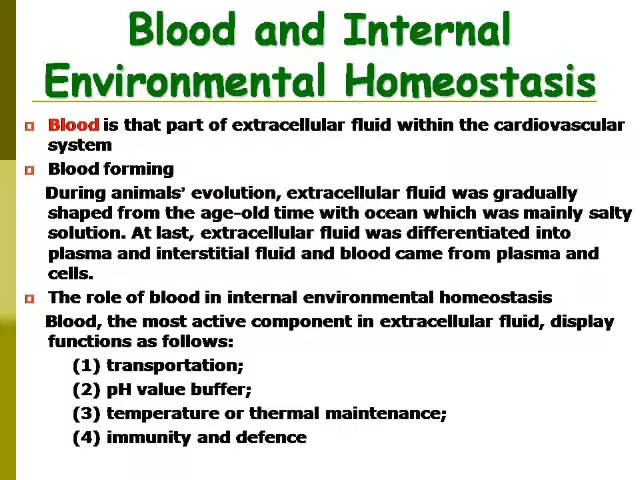 Blood and Internal
Environmental Homeostasis
Blood is that part of extracellular fluid within the cardiovascular
system
Blood forming
During animals' evolution, extracellular fluid was gradually
shaped from the age-old time with ocean which was mainly salty
solution. At last, extracellular fluid was differentiated into
plasma and interstitial fluid and blood came from plasma and
cells.
The role of blood in internal environmental homeostasis
Blood, the most active component in extracellular fluid, display
functions as follows:
(1) transportation;
(2) pH value buffer;
(3) temperature or thermal maintenance;
(4) immunity and defence